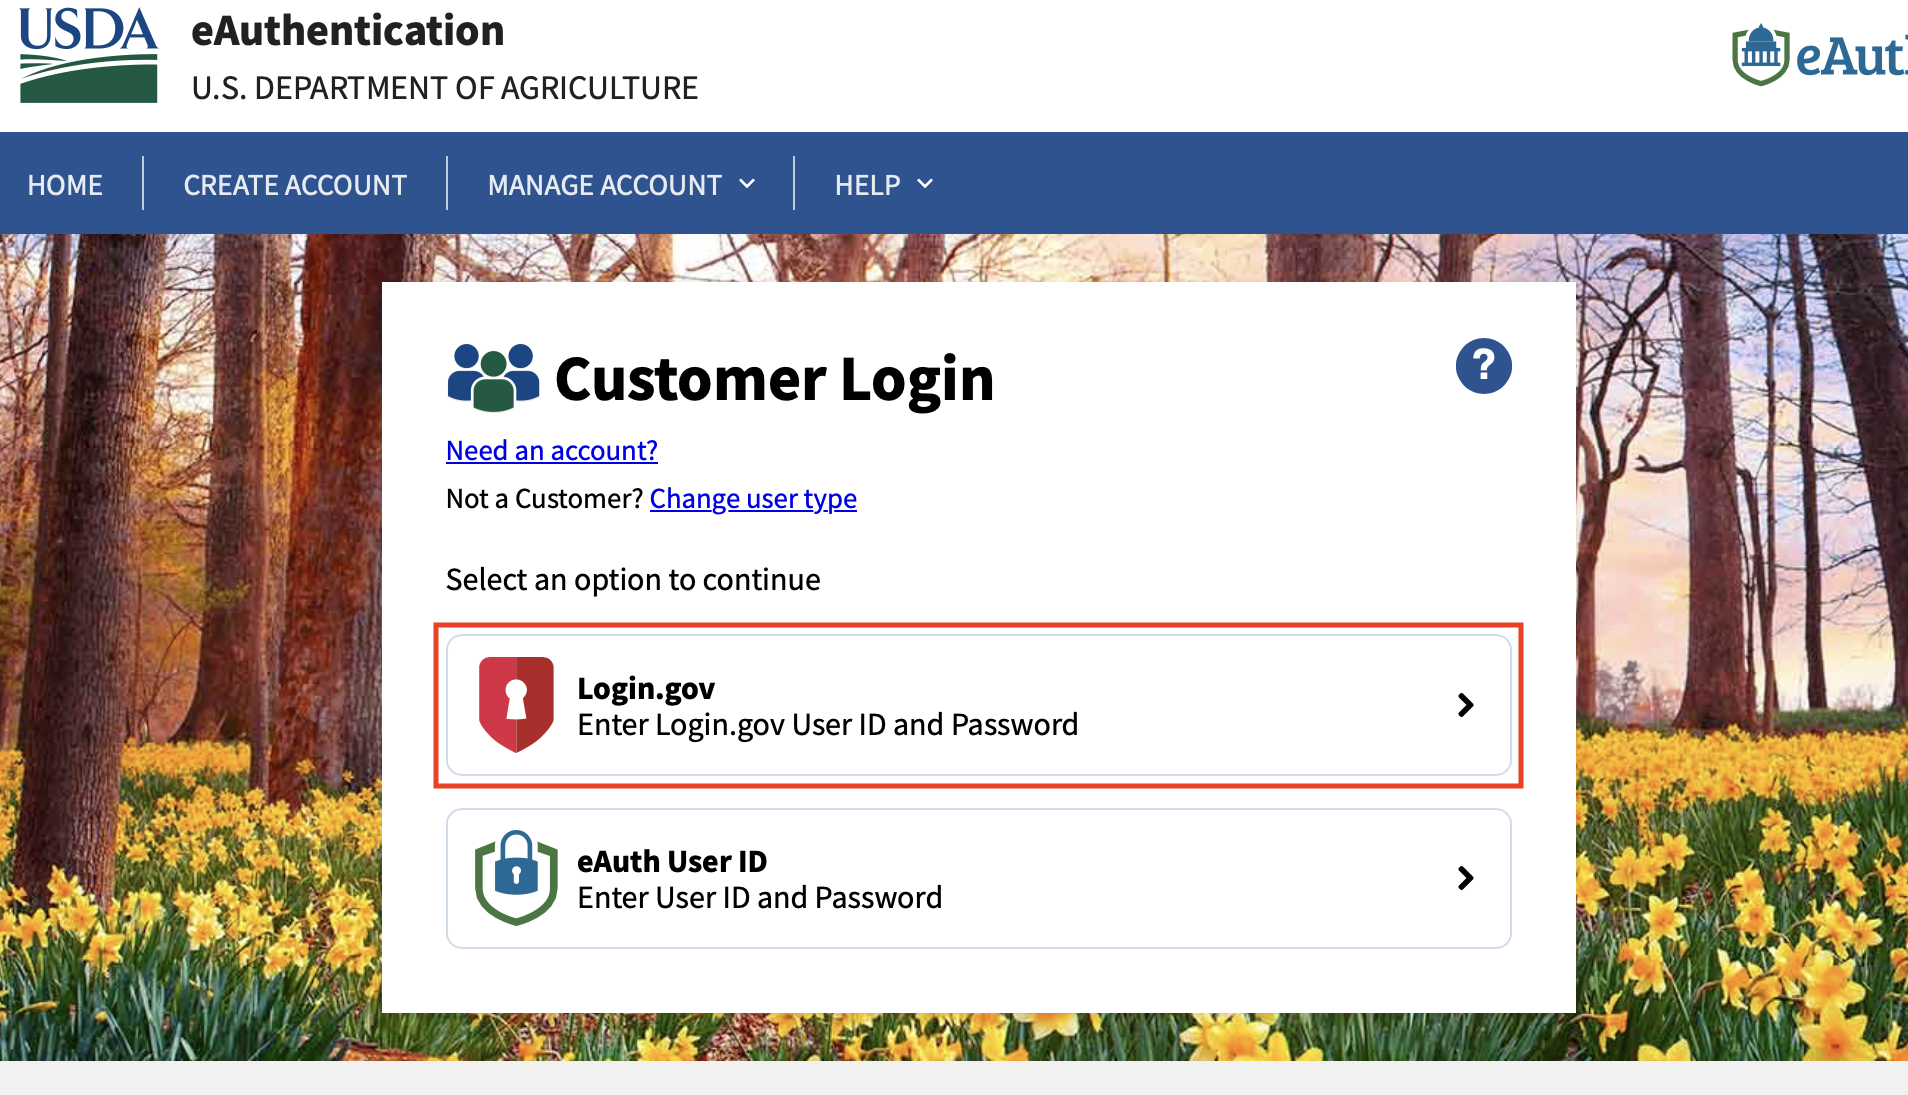 USDA
eAuthentication
U.S. DEPARTMENT OF AGRICULTURE
eAut
HOME
CREATE ACCOUNT
MANAGE ACCOUNT
HELP
Customer Login
?
Need an account?
Not a Customer? Change user type
Select an option to continue
Login.gov
Enter Login.gov User ID and Password
eAuth User ID
Enter User ID and Password